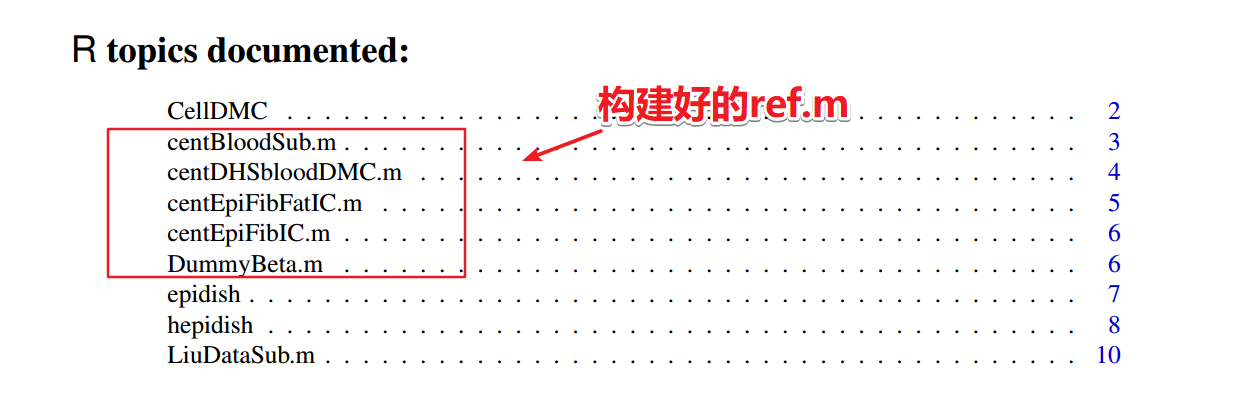 R topics documented:
构建好的ref.m
CellDMC . . . . . . . . . . . . . . . . . . . . . . . . . . . . . . . . . . . . . . . . . . . 2
centBloodSub.m . . . . . . . . . . . . . . . . . . . . . . . . . . . . . . . . . . . . . . . 3
centDHSbloodDMC.m . . . . . . . . . . . . . . . . . . . . . . . . . . . . . . . . . . . 4
centEpiFibFatIC.m . . . . . . . . . . . . . . . . . . . . . . . . . . . . . . . . . . . . . 5
centEpiFibIC.m . . . . . . . . . . . . . . . . . . . . . . . . . . . . . . . . . . . . . . . 6
DummyBeta.m . . . . . . . . . . . . . . . . . . . . . . . . . . . . . . . . . . . . . . . 6
epidish . . . . . . . . . . . . . . . . . . . . . . . . . . . . . . . . . . . . . . . . . . . . 7
hepidish . . . . . . . . . . . . . . . . . . . . . . . . . . . . . . . . . . . . . . . . . . . 8
LiuDataSub.m . . . . . . . . . . . . . . . . . . . . . . . . . . . . . . . . . . . . . . . . 10